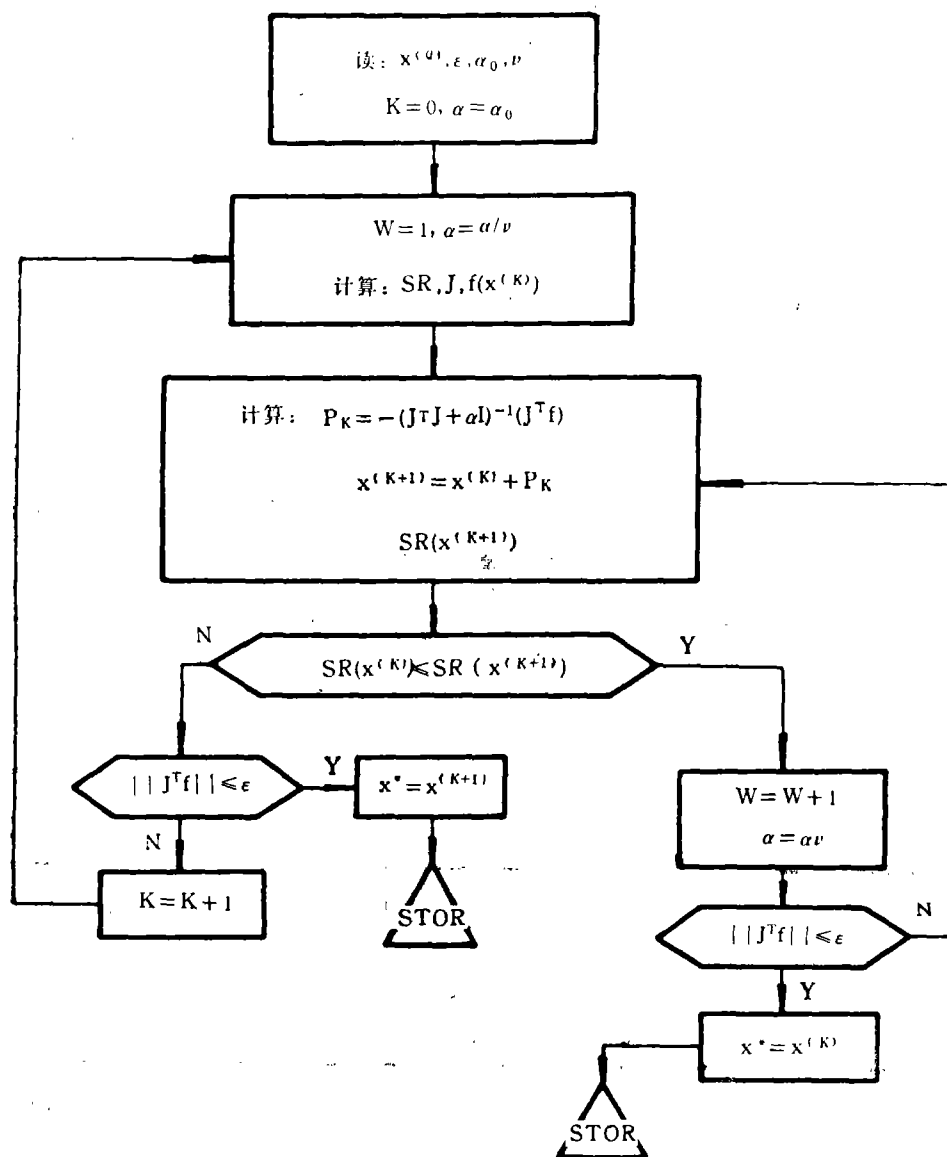 读: x⁽⁰⁾, ε, α₀, ν
K=0, α=α₀
W=1, α=α/ν
计算: SR, J, f(x⁽ᴷ⁾)
计算: Pₖ=-(JᵀJ+αI)⁻¹(Jᵀf)
x⁽ᴷ⁺¹⁾=x⁽ᴷ⁾+Pₖ
SR(x⁽ᴷ⁺¹⁾)
N
SR(x⁽ᴷ⁾)≤SR(x⁽ᴷ⁺¹⁾)
Y
||Jᵀf||≤ε
Y
x*=x⁽ᴷ⁺¹⁾
N
K=K+1
STOR
W=W+1
α=αν
||Jᵀf||≤ε
N
Y
x*=x⁽ᴷ⁾
STOR